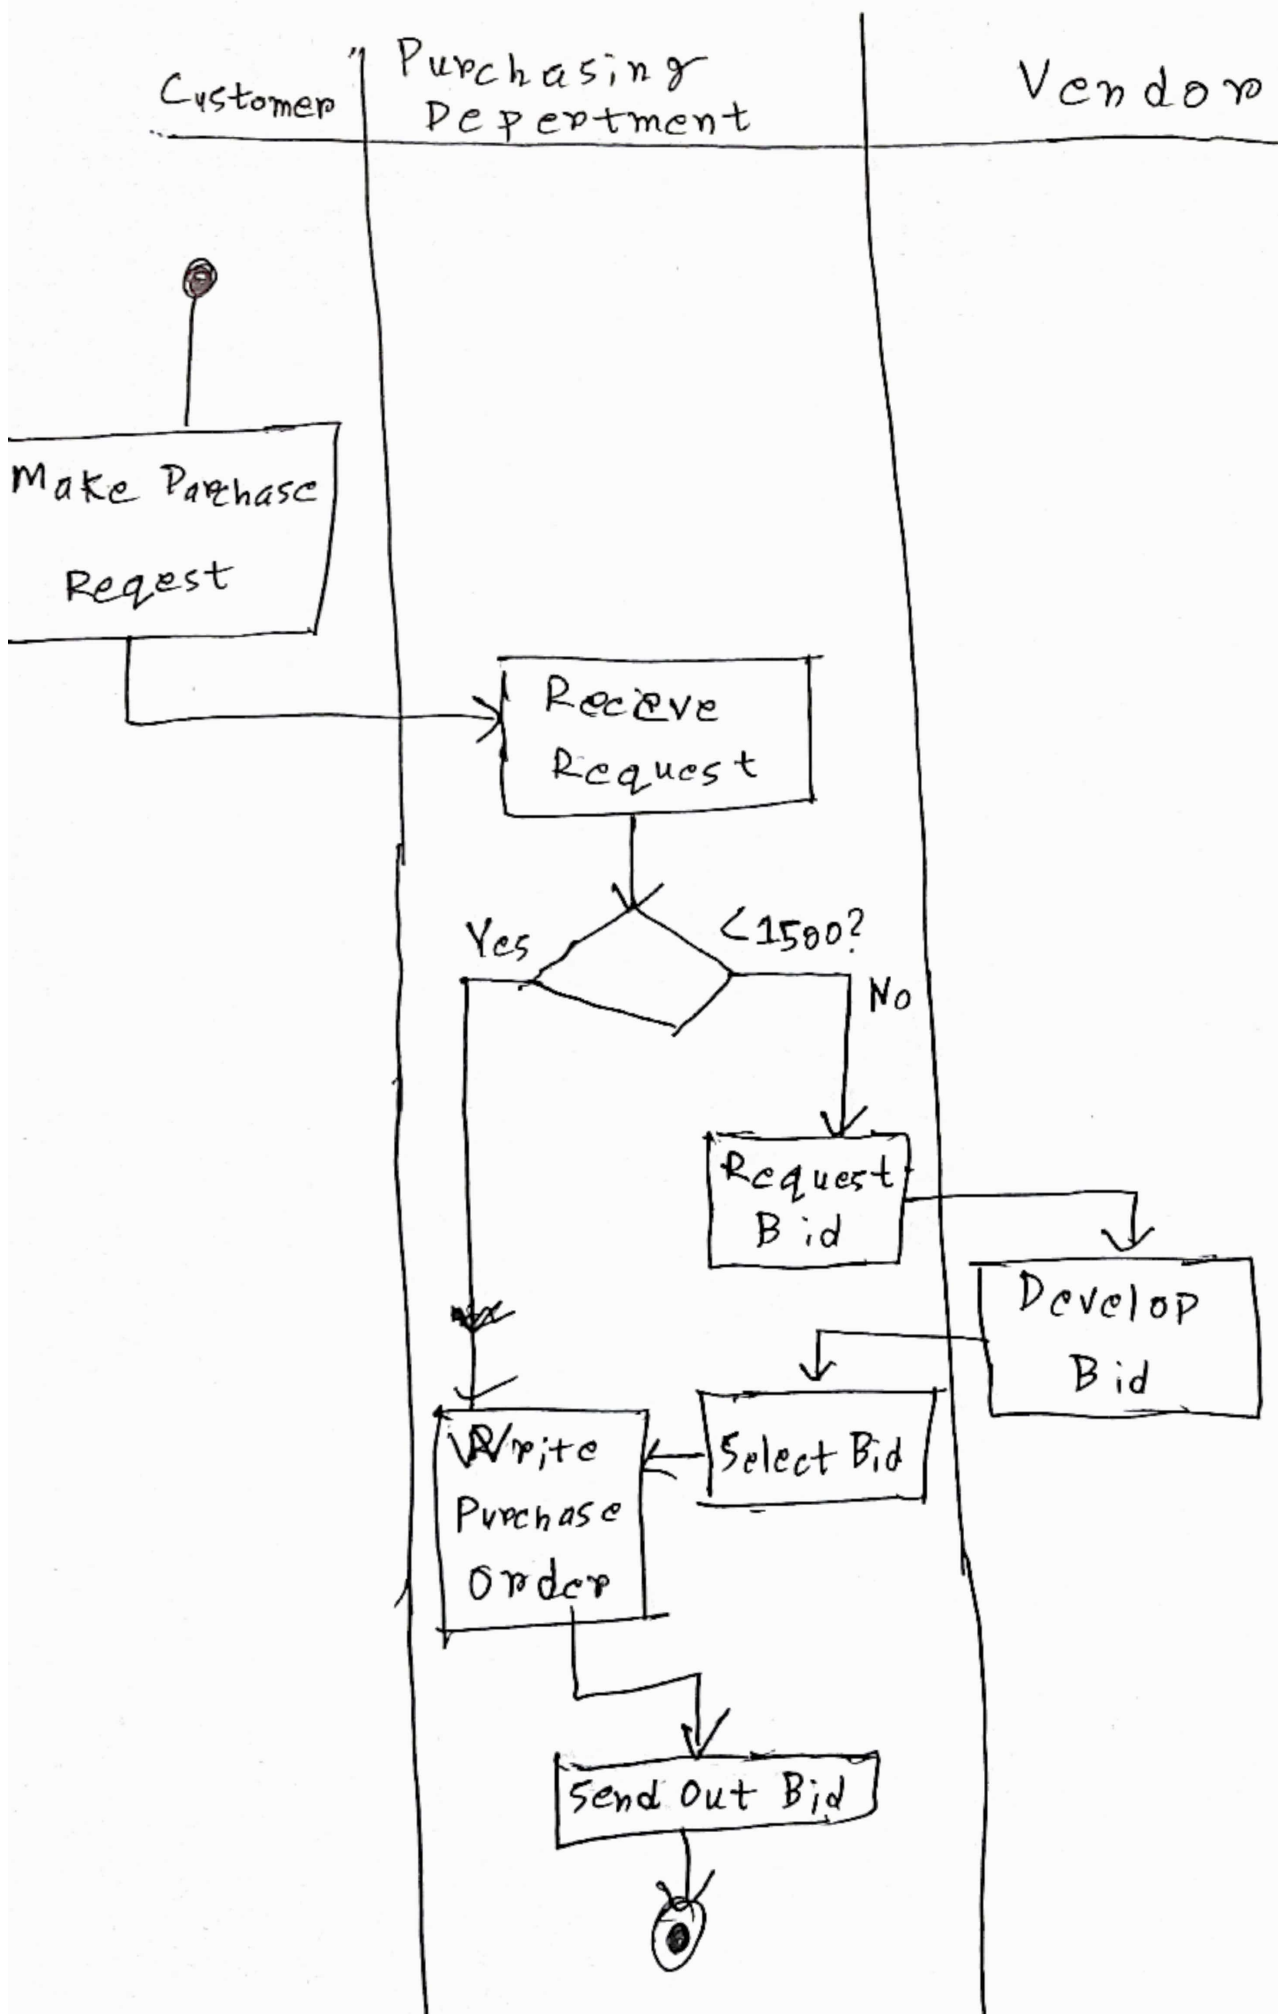 Customer
Purchasing
Depertment
Vendor
Make Parchase
Reqest
Recieve
Request
Yes
<1500?
No
Request
Bid
Develop
Bid
Select Bid
Write
Purchase
Order
Send Out Bid